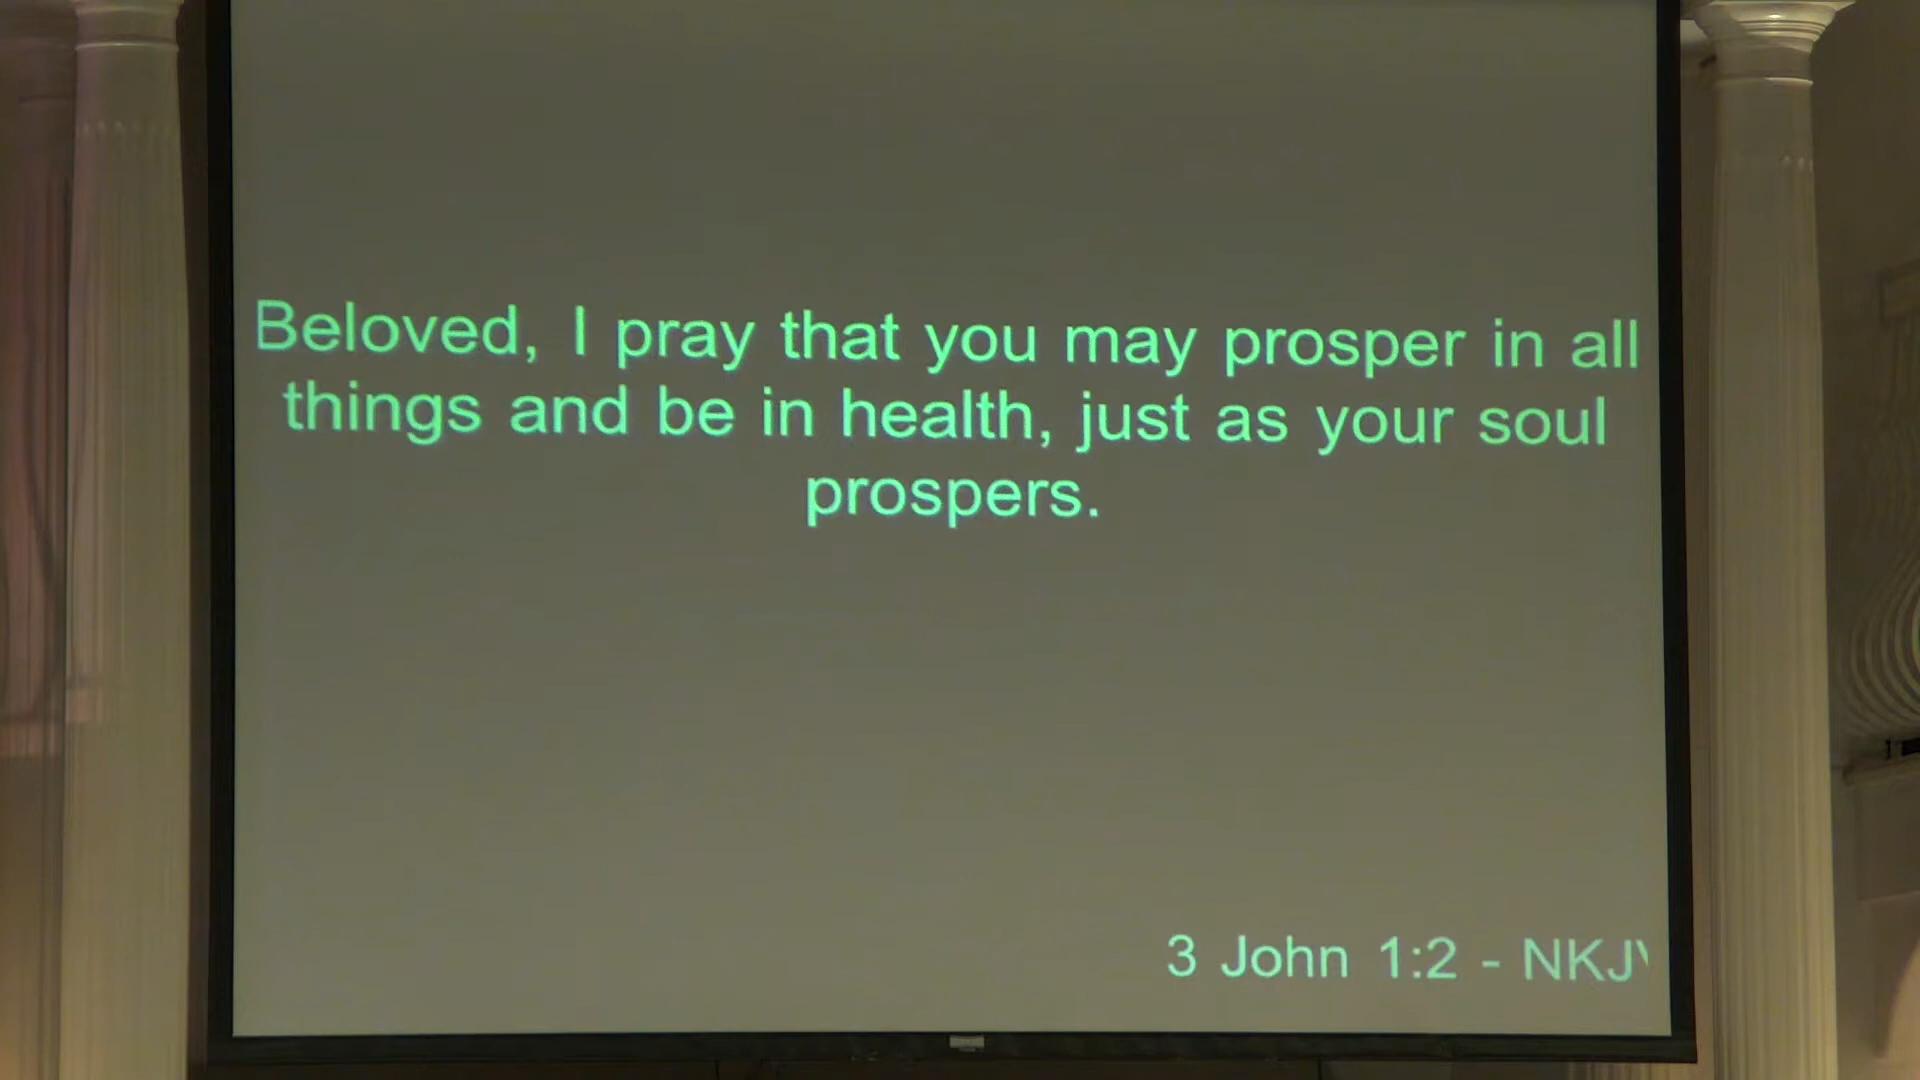 Beloved, I pray that you may prosper in all
things and be in health, just as your soul
prospers.
3 John 1:2 - NKJV